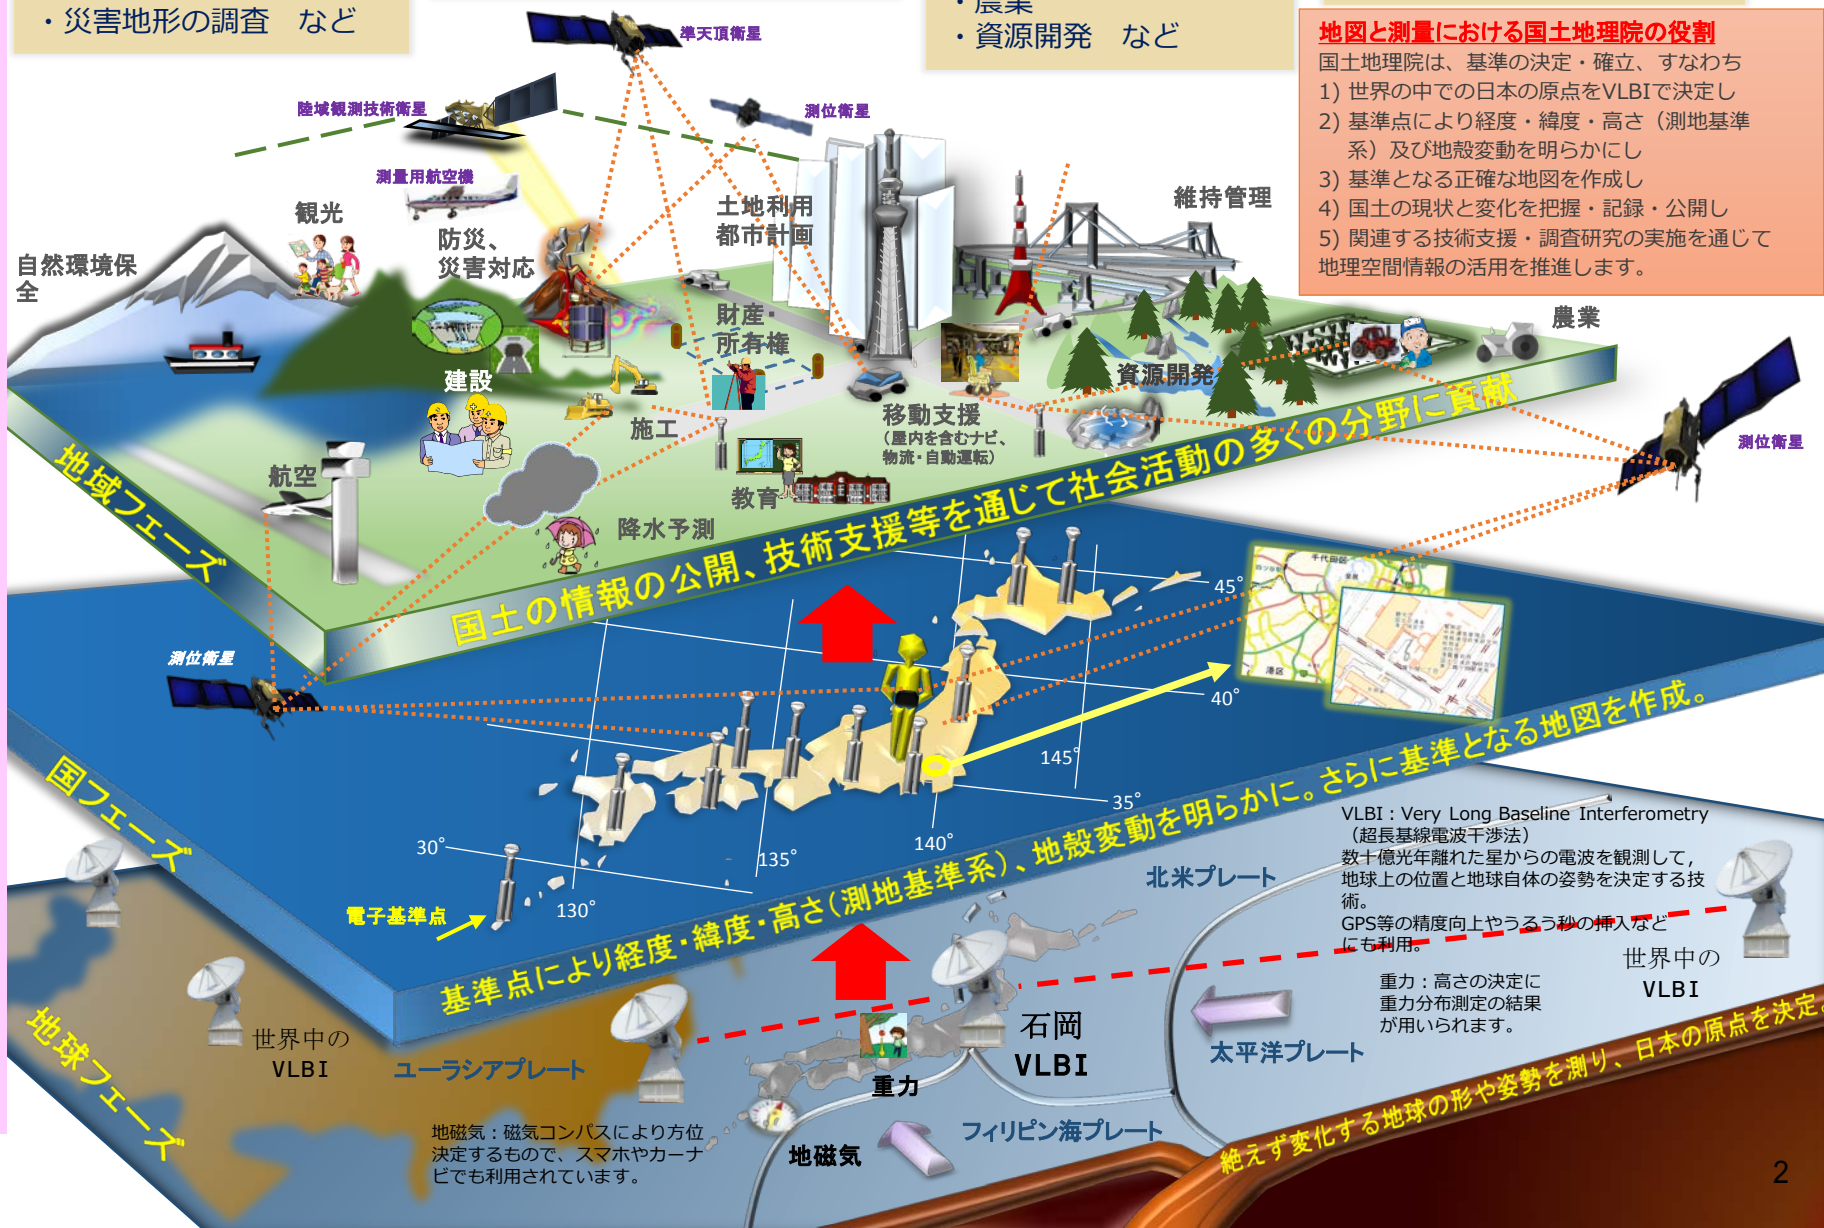 ・災害地形の調査　など
・農業
・資源開発　など
地図と測量における国土地理院の役割
国土地理院は、基準の決定・確立、すなわち
1) 世界の中での日本の原点をVLBIで決定し
2) 基準点により経度・緯度・高さ（測地基準
系）及び地殻変動を明らかにし
3) 基準となる正確な地図を作成し
4) 国土の現状と変化を把握・記録・公開し
5) 関連する技術支援・調査研究の実施を通じて
地理空間情報の活用を推進します。
準天頂衛星
陸域観測技術衛星
測位衛星
測量用航空機
観光
防災、
災害対応
土地利用
都市計画
維持管理
自然環境保
全
財産・
所有権
農業
建設
資源開発
施工
移動支援
（屋内を含むナビ、
物流・自動運転）
測位衛星
航空
教育
降水予測
地域フェーズ
国土の情報の公開、技術支援等を通じて社会活動の多くの分野に貢献
千代田区
港区
測位衛星
45°
40°
145°
35°
140°
135°
30°
130°
電子基準点
国フェーズ
基準点により経度・緯度・高さ（測地基準系）、地殻変動を明らかに。さらに基準となる地図を作成。
VLBI：Very Long Baseline Interferometry
（超長基線電波干渉法）
数十億光年離れた星からの電波を観測して，
地球上の位置と地球自体の姿勢を決定する技
術。
GPS等の精度向上やうるう秒の挿入など
にも利用。
北米プレート
世界中の
VLBI
重力：高さの決定に
重力分布測定の結果
が用いられます。
石岡
VLBI
太平洋プレート
世界中の
VLBI
ユーラシアプレート
重力
フィリピン海プレート
地磁気
地磁気：磁気コンパスにより方位
決定するもので、スマホやカーナ
ビでも利用されています。
地球フェーズ
絶えず変化する地球の形や姿勢を測り、日本の原点を決定。
2